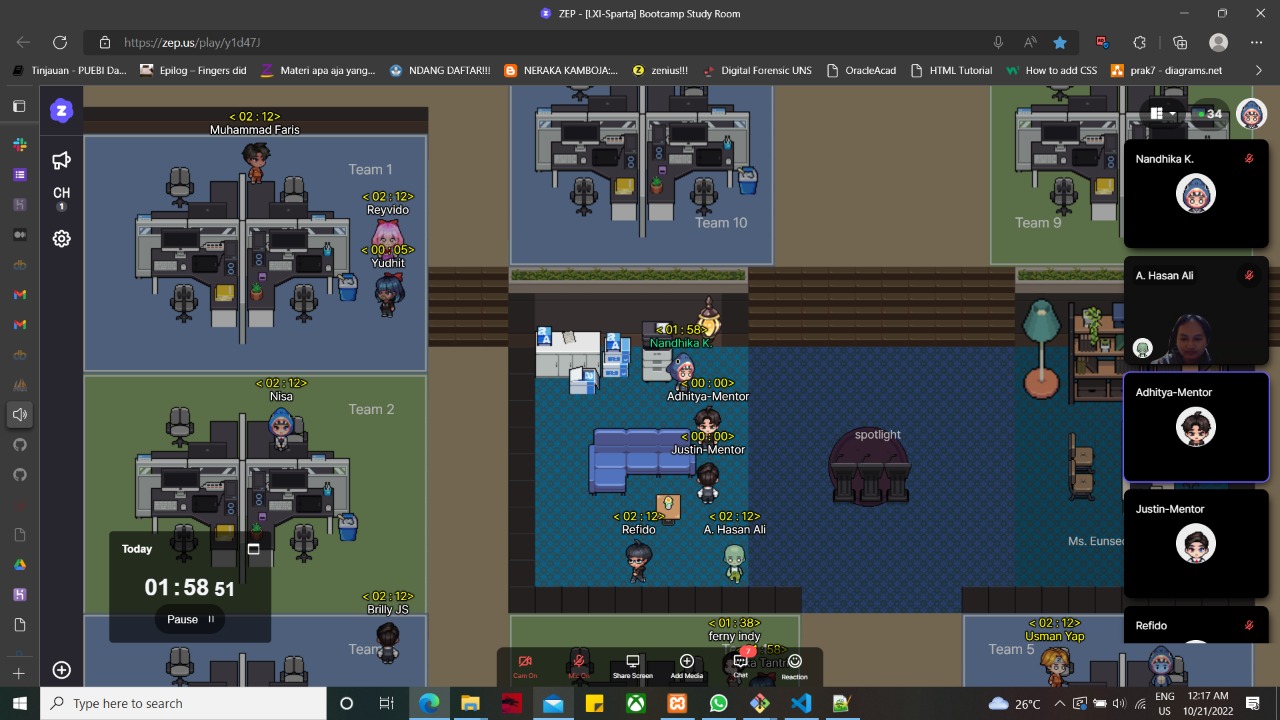 ZEP - [LXI-Sparta] Bootcamp Study Room
https://zep.us/play/y1d47J
Tinjauan - PUEBI Da...
Epilog – Fingers did
Materi apa aja yang...
NDANG DAFTAR!!!
NERAKA KAMBOJA:...
zenius!!!
Digital Forensic UNS
OracleAcad
HTML Tutorial
How to add CSS
prak7 - diagrams.net
CH
1
34
< 02 : 12>
Muhammad Faris
Team 1
< 02 : 12>
Reyvido
< 00 : 05>
Yudhit
Team 10
Team 9
Nandhika K.
A. Hasan Ali
Adhitya-Mentor
Justin-Mentor
Refido
< 01 : 58>
Nandhika K.
< 00 : 00>
Adhitya-Mentor
< 00 : 00>
Justin-Mentor
spotlight
< 02 : 12>
Refido
< 02 : 12>
A. Hasan Ali
Ms. Eunseo
< 02 : 12>
Nisa
Team 2
Today
01:58 51
Pause
< 02 : 12>
Brilly JS
Team
< 01 : 38>
ferny indy
< 02 : 12>
Usman Yap
Team 5
Cam On
Mic On
Share Screen
Add Media
7
Chat
Reaction
Type here to search
26°C
ENG
US
12:17 AM
10/21/2022